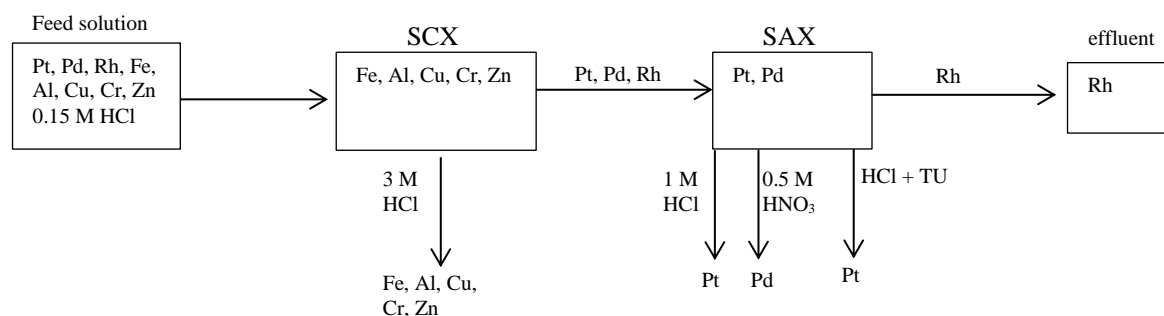 Feed solution
Pt, Pd, Rh, Fe,
Al, Cu, Cr, Zn
0.15 M HCl
SCX
Fe, Al, Cu, Cr, Zn
3 M
HCl
Fe, Al, Cu,
Cr, Zn
Pt, Pd, Rh
SAX
Pt, Pd
1 M
HCl
Pt
0.5 M
HNO₃
Pd
HCl + TU
Pt
Rh
effluent
Rh